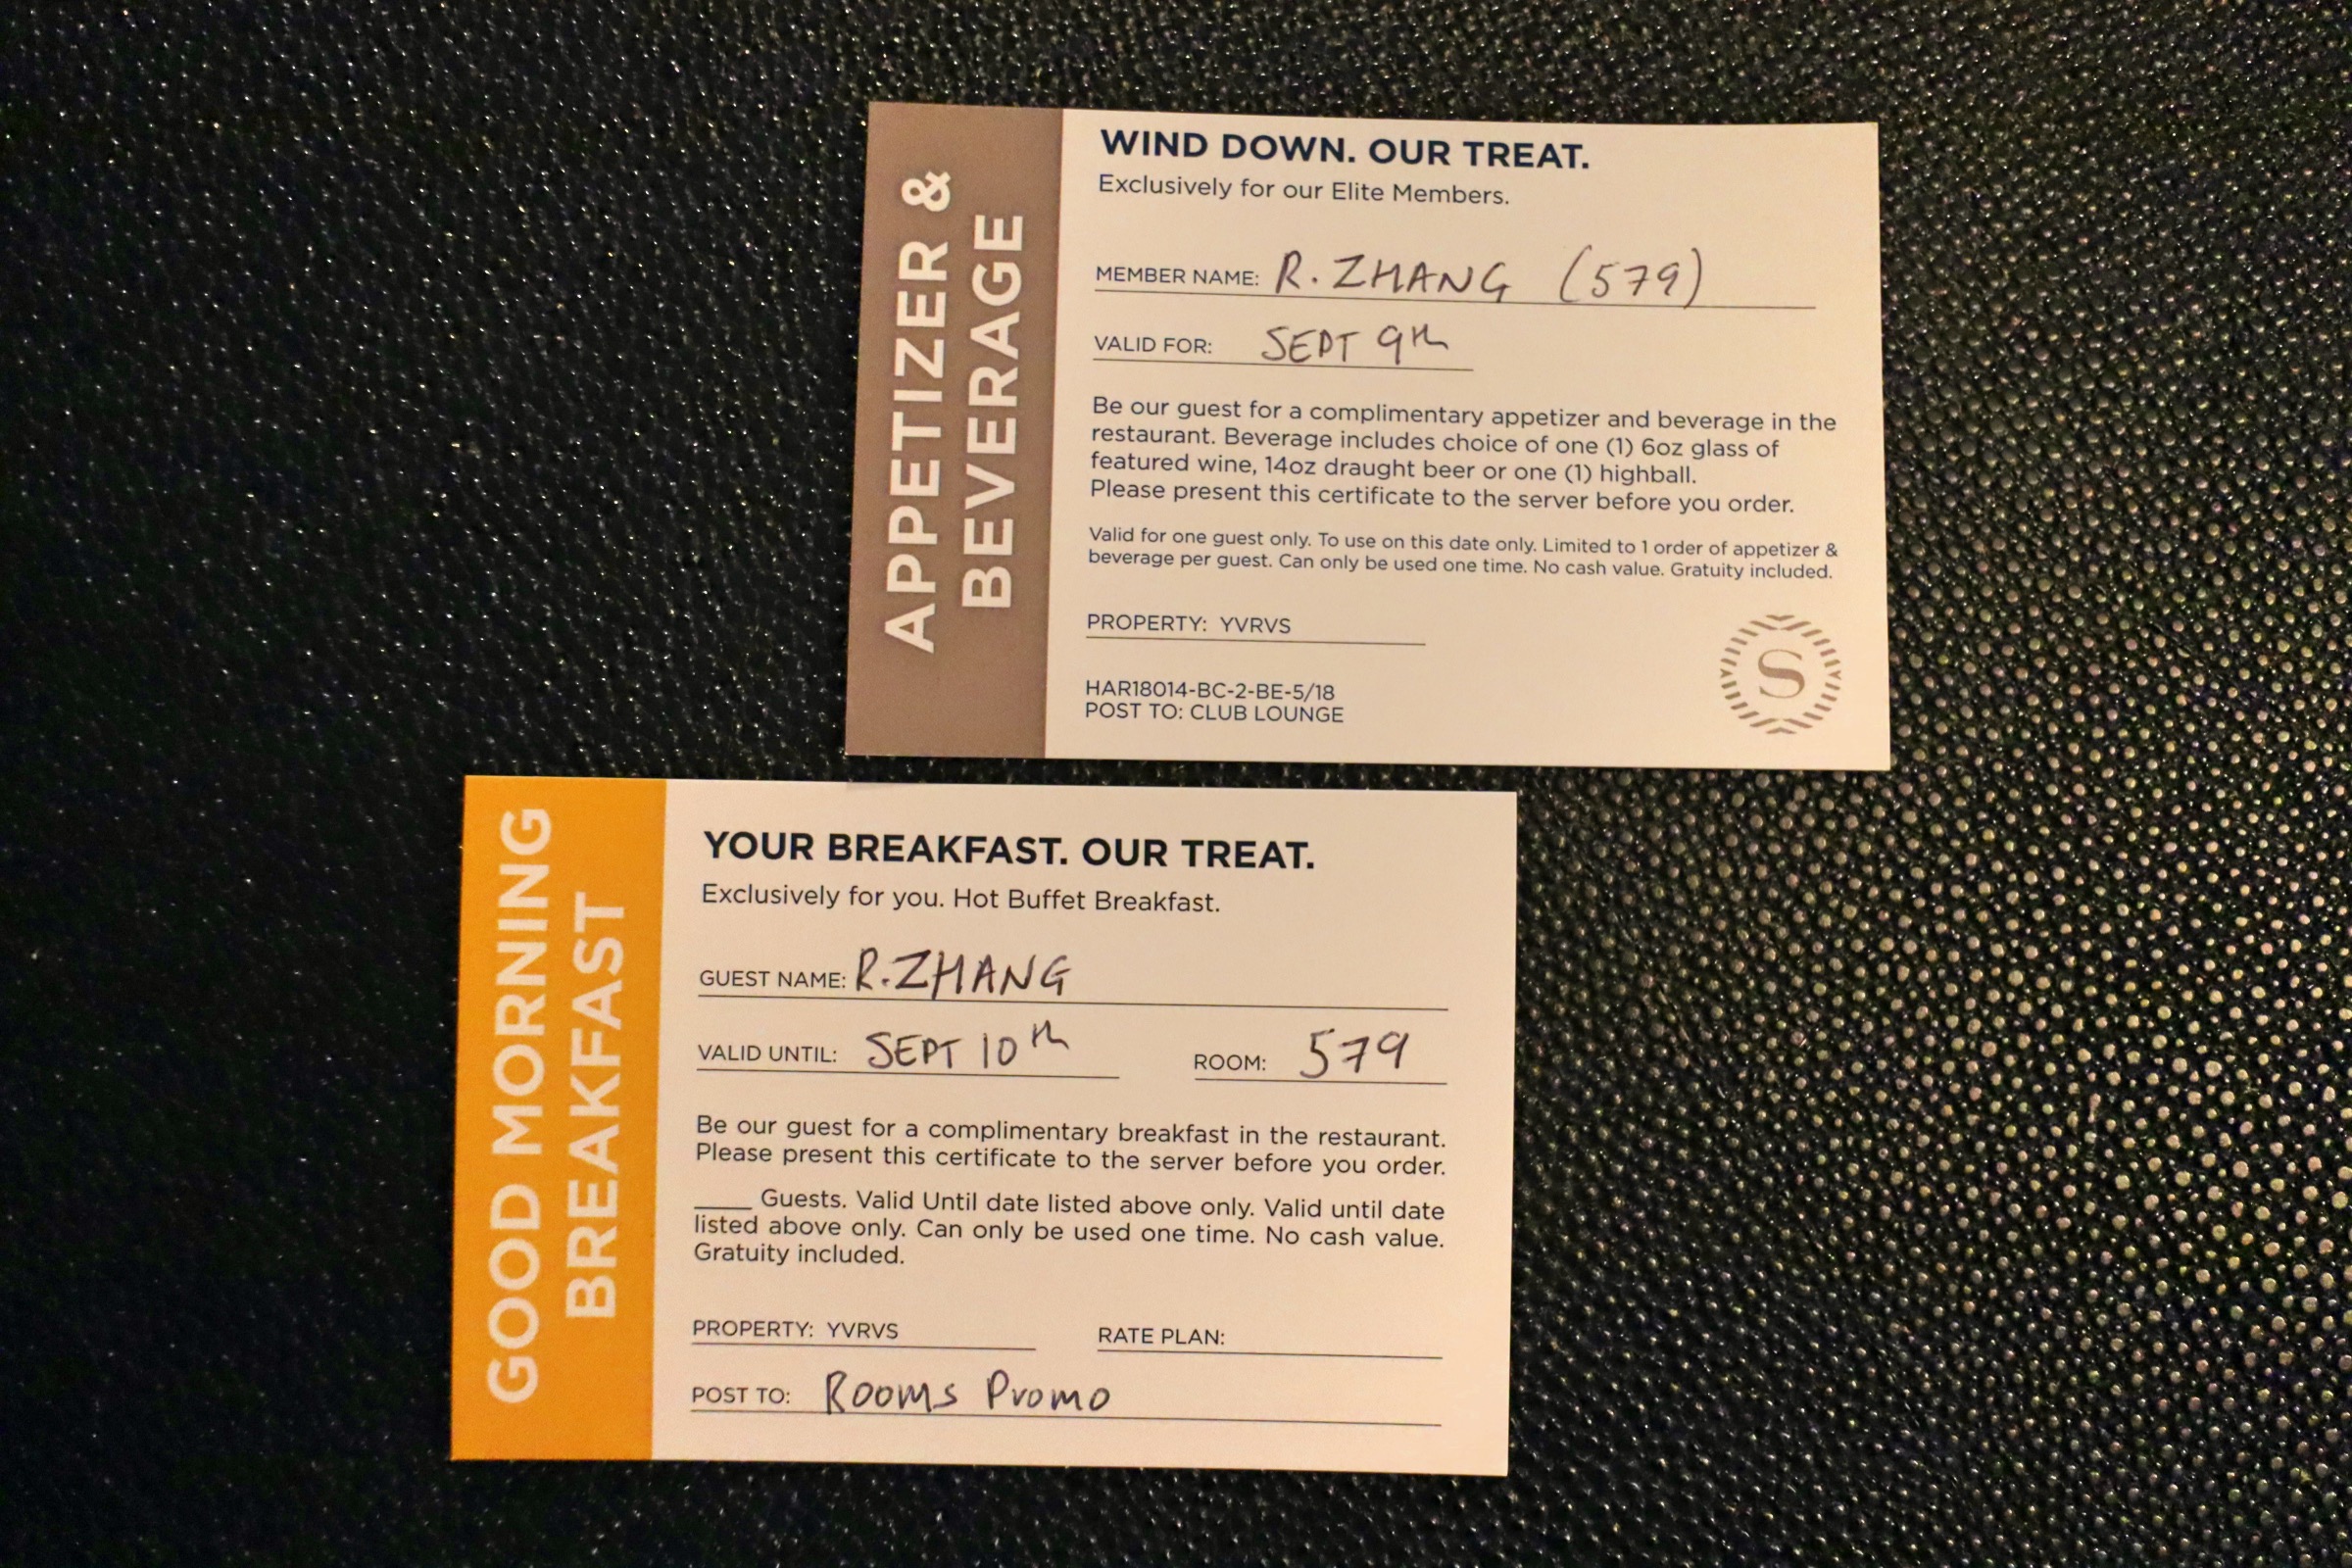 APPETIZER &
BEVERAGE
WIND DOWN. OUR TREAT.
Exclusively for our Elite Members.
MEMBER NAME: R. ZHANG (579)
VALID FOR: SEPT 9th
Be our guest for a complimentary appetizer and beverage in the
restaurant. Beverage includes choice of one (1) 6oz glass of
featured wine, 14oz draught beer or one (1) highball.
Please present this certificate to the server before you order.
Valid for one guest only. To use on this date only. Limited to 1 order of appetizer &
beverage per guest. Can only be used one time. No cash value. Gratuity included.
PROPERTY: YVRVS
HAR18014-BC-2-BE-5/18
POST TO: CLUB LOUNGE
S
GOOD MORNING
BREAKFAST
YOUR BREAKFAST. OUR TREAT.
Exclusively for you. Hot Buffet Breakfast.
GUEST NAME: R. ZHANG
VALID UNTIL: SEPT 10th ROOM: 579
Be our guest for a complimentary breakfast in the restaurant.
Please present this certificate to the server before you order.
____ Guests. Valid Until date listed above only. Valid until date
listed above only. Can only be used one time. No cash value.
Gratuity included.
PROPERTY: YVRVS RATE PLAN:
POST TO: Rooms Promo